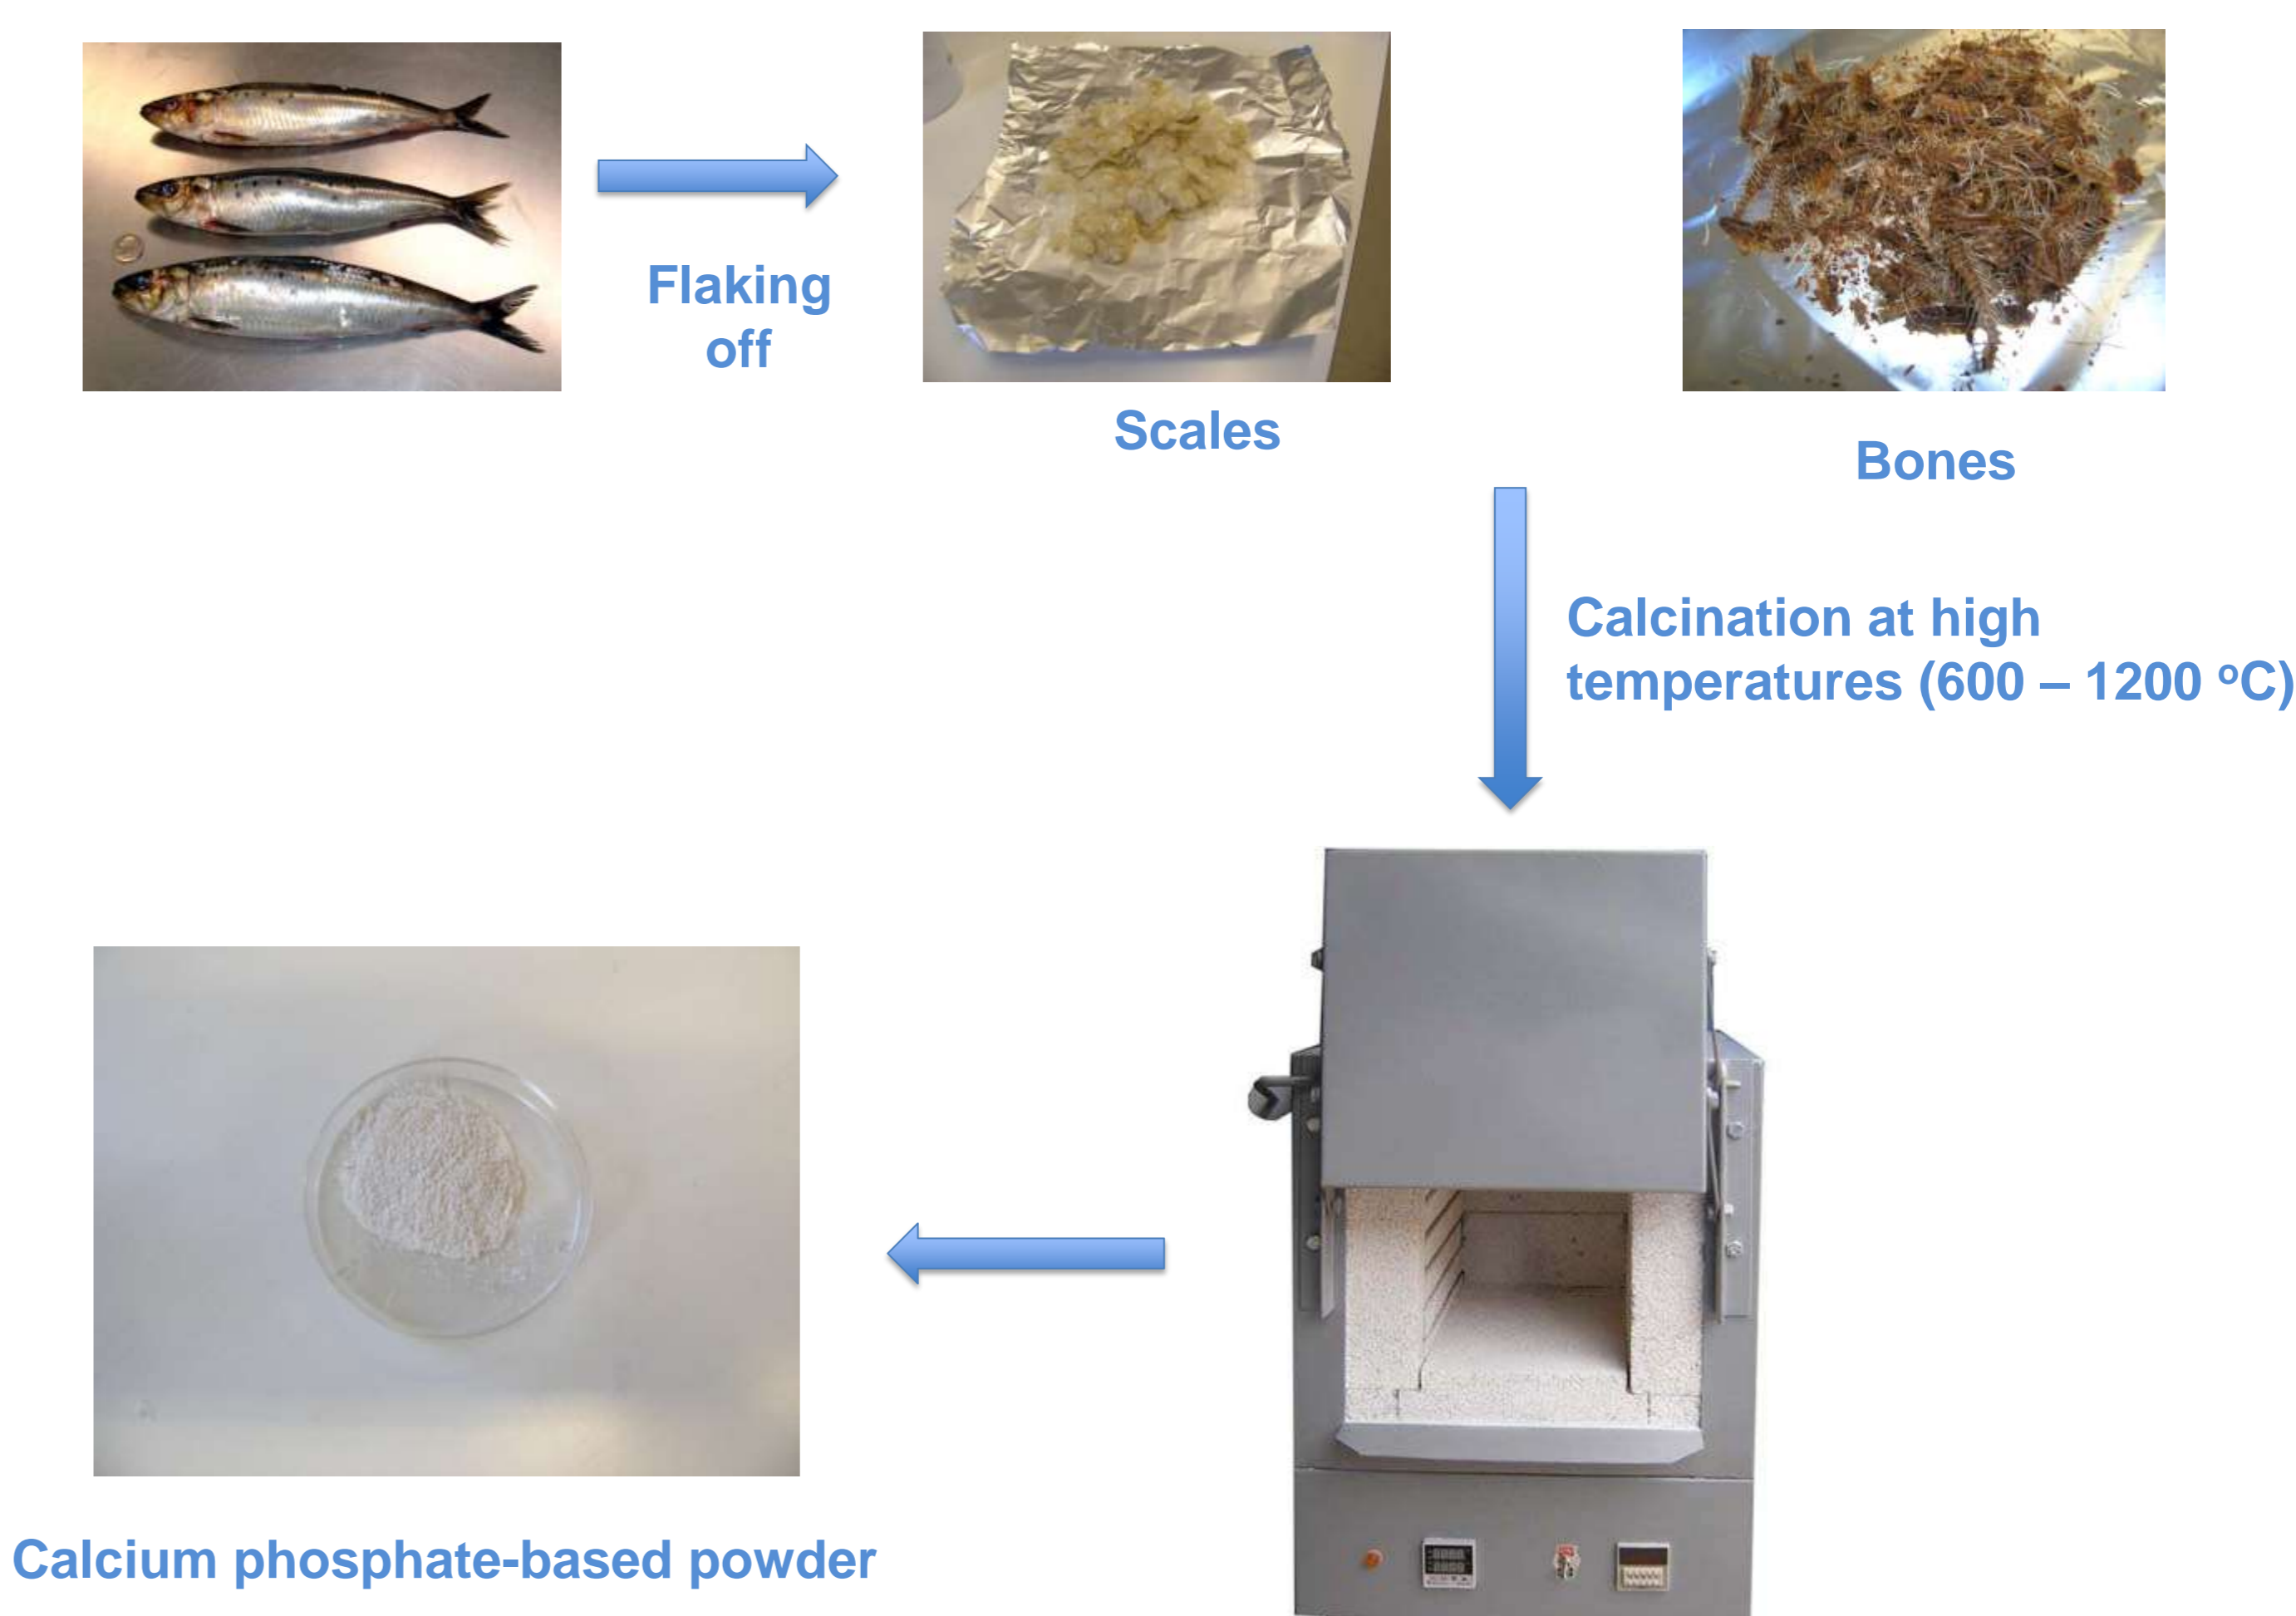 Flaking
off
Scales
Bones
Calcination at high
temperatures (600 – 1200 ºC)
Calcium phosphate-based powder